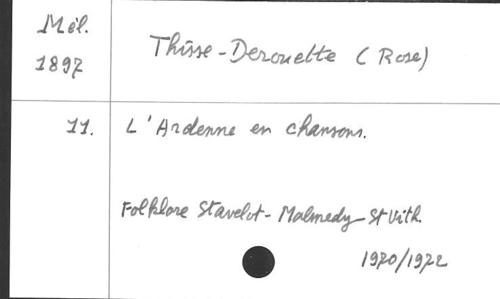 Mél.
1897
Thisse-Derouette (Rose)
11. L'Ardenne en chansons.
Folklore Stavelot-Malmedy-St Vith
1970/1972